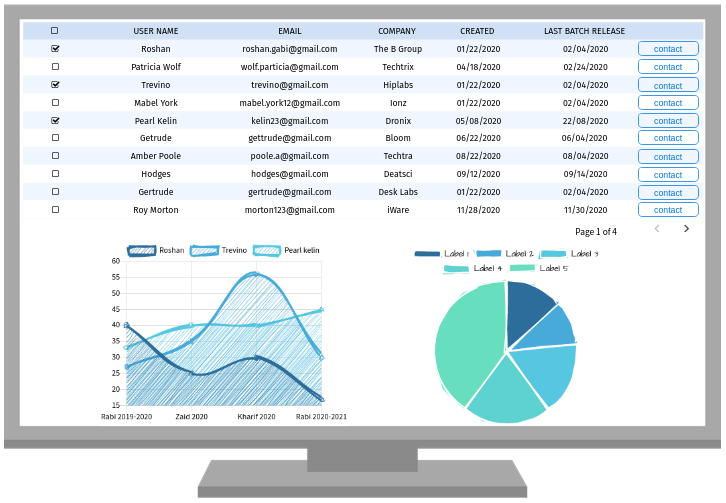 USER NAME EMAIL COMPANY CREATED LAST BATCH RELEASE
Roshan roshan.gabi@gmail.com The B Group 01/22/2020 02/04/2020 contact
Patricia Wolf wolf.particia@gmail.com Techtrix 04/18/2020 02/24/2020 contact
Trevino trevino@gmail.com Hiplabs 01/22/2020 02/04/2020 contact
Mabel York mabel.york12@gmail.com Ionz 01/22/2020 02/04/2020 contact
Pearl Kelin kelin23@gmail.com Dronix 05/08/2020 22/08/2020 contact
Getrude gettrude@gmail.com Bloom 06/22/2020 06/04/2020 contact
Amber Poole poole.a@gmail.com Techtra 08/22/2020 08/04/2020 contact
Hodges hodges@gmail.com Deatsci 09/12/2020 09/14/2020 contact
Gertrude gertrude@gmail.com Desk Labs 01/22/2020 02/04/2020 contact
Roy Morton morton123@gmail.com iWare 11/28/2020 11/30/2020 contact
Page 1 of 4
Roshan Trevino Pearl kelin
60
55
50
45
40
35
30
25
20
15
Rabi 2019-2020 Zaid 2020 Kharif 2020 Rabi 2020-2021
Label 1 Label 2 Label 3
Label 4 Label 5